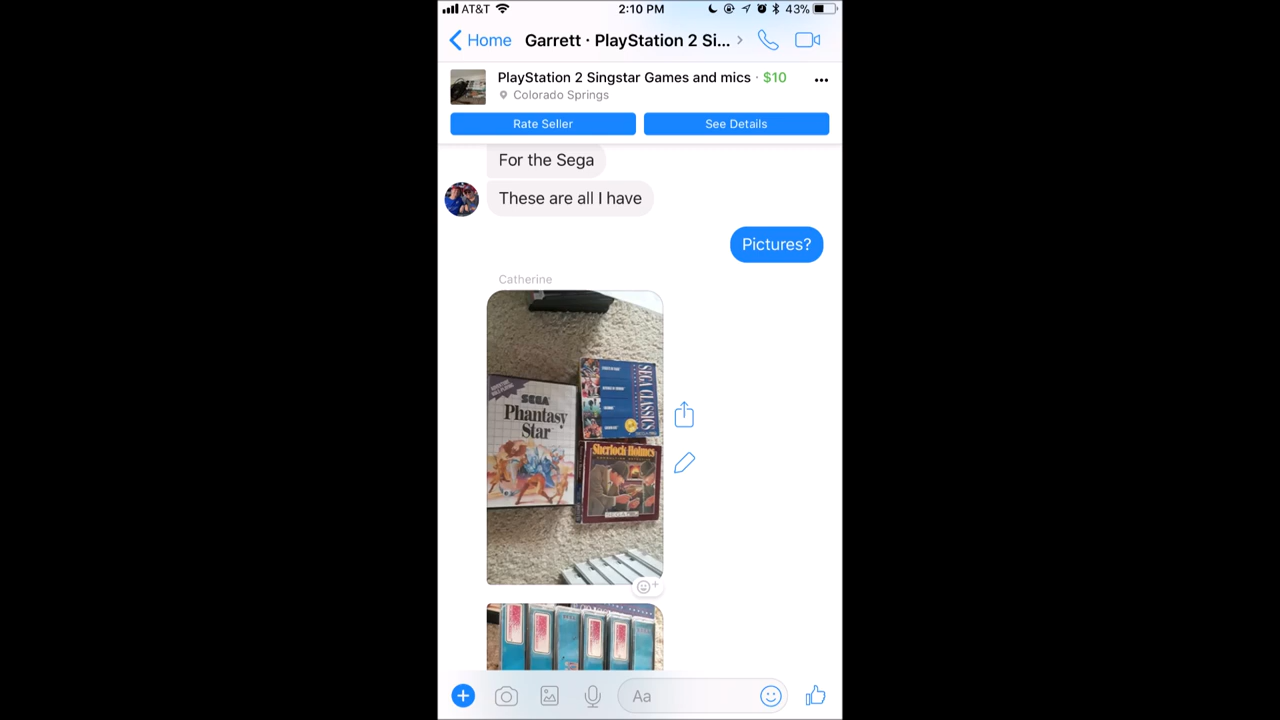 AT&T
2:10 PM
43%
Home
Garrett · PlayStation 2 Si...
PlayStation 2 Singstar Games and mics · $10
Colorado Springs
Rate Seller
See Details
For the Sega
These are all I have
Pictures?
Catherine
SEGA
Phantasy
Star
SEGA CLASSICS
Sherlock Holmes
Aa